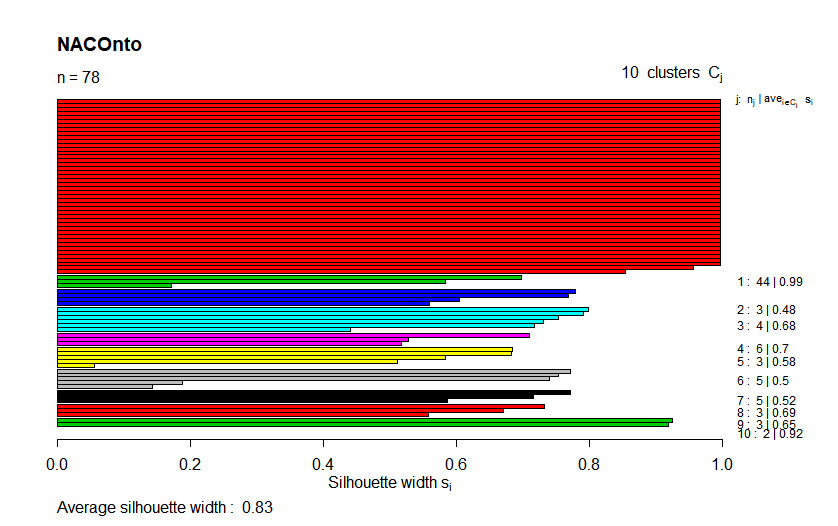 NACOnto
n = 78
10 clusters Cj
j: nj | avei∈Cj si
1 : 44 | 0.99
2 : 3 | 0.48
3 : 4 | 0.68
4 : 6 | 0.7
5 : 3 | 0.58
6 : 5 | 0.5
7 : 5 | 0.52
8 : 3 | 0.69
9 : 3 | 0.65
10 : 2 | 0.92
0.0 0.2 0.4 0.6 0.8 1.0
Silhouette width si
Average silhouette width : 0.83